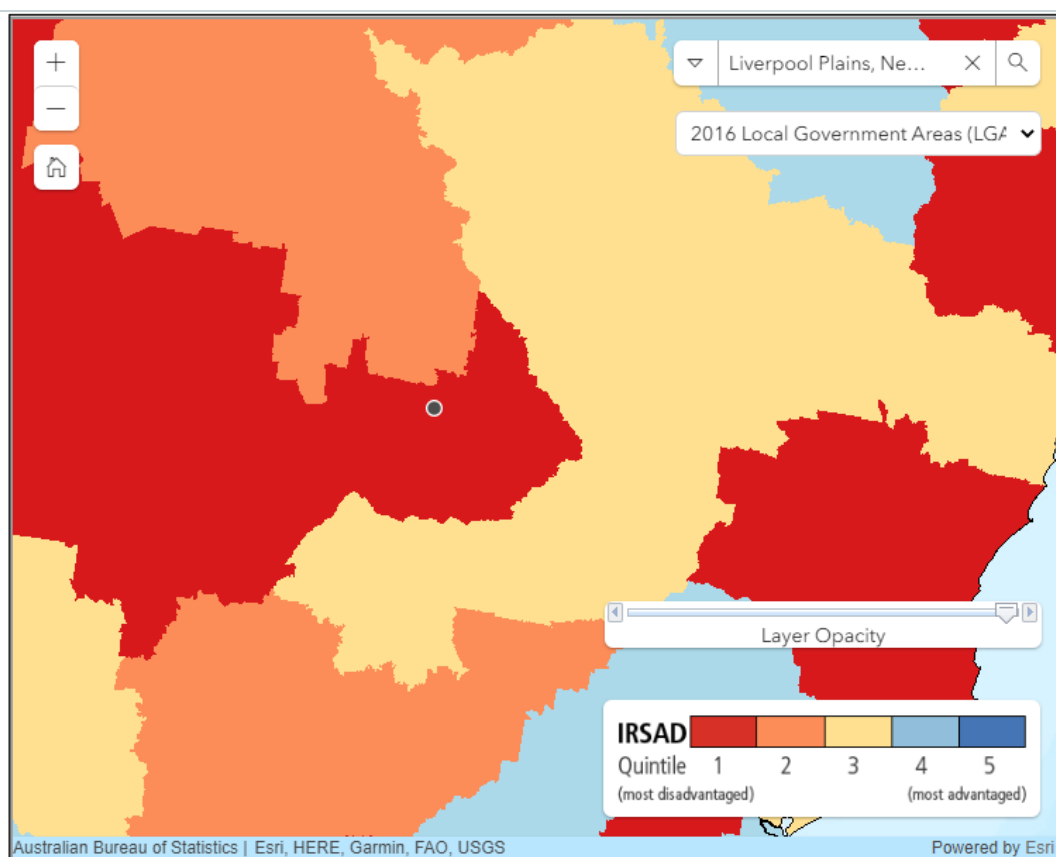 +
Liverpool Plains, Ne...
−
2016 Local Government Areas (LGA
Layer Opacity
IRSAD
Quintile 1 2 3 4 5
(most disadvantaged) (most advantaged)
Australian Bureau of Statistics | Esri, HERE, Garmin, FAO, USGS Powered by Esri